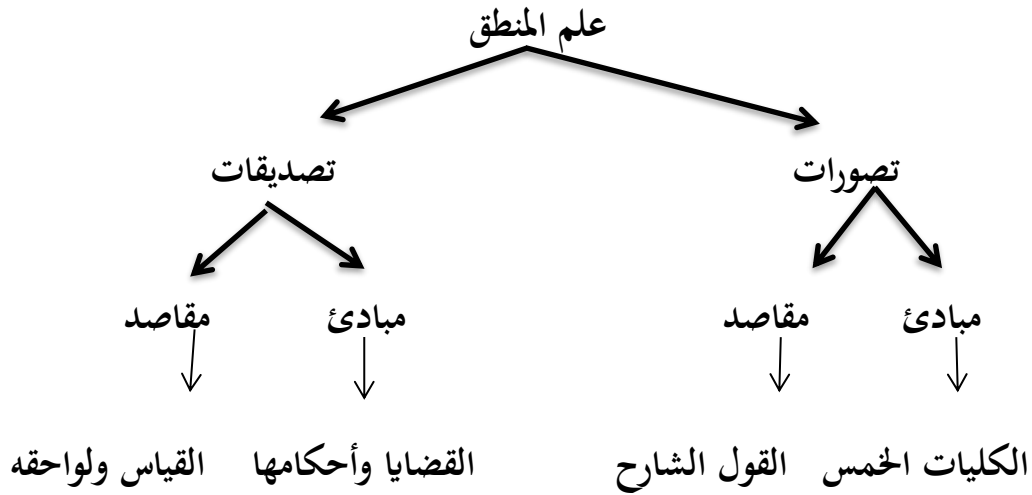 علم المنطق
تصورات تصديقات
مبادئ مقاصد مبادئ مقاصد
الكليات الخمس القول الشارح القضايا وأحكامها القياس ولواحقه